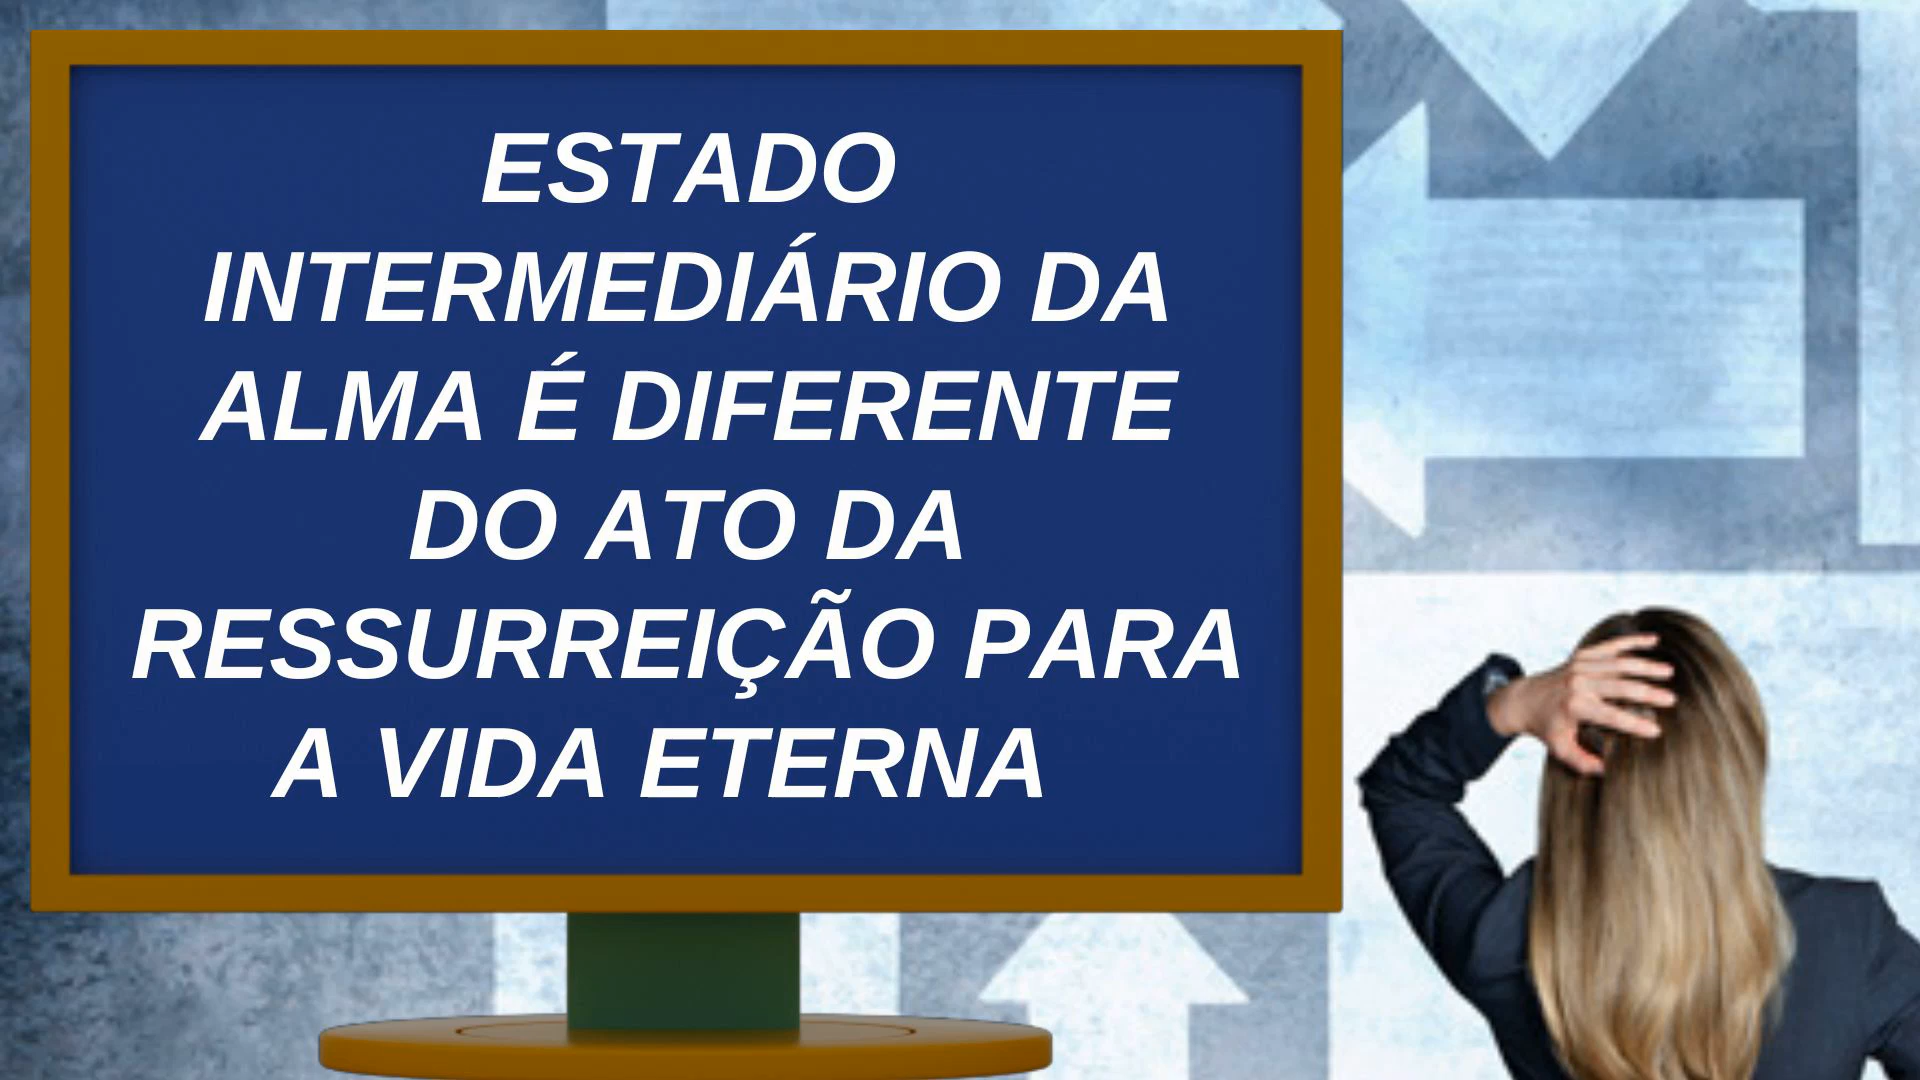 ESTADO
INTERMEDIÁRIO DA
ALMA É DIFERENTE
DO ATO DA
RESSURREIÇÃO PARA
A VIDA ETERNA